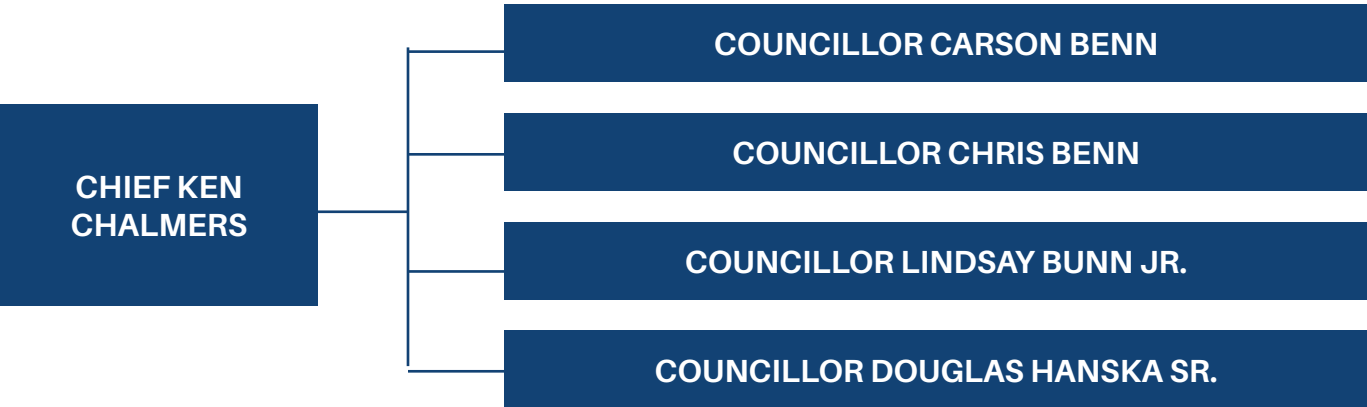 CHIEF KEN
CHALMERS
COUNCILLOR CARSON BENN
COUNCILLOR CHRIS BENN
COUNCILLOR LINDSAY BUNN JR.
COUNCILLOR DOUGLAS HANSKA SR.